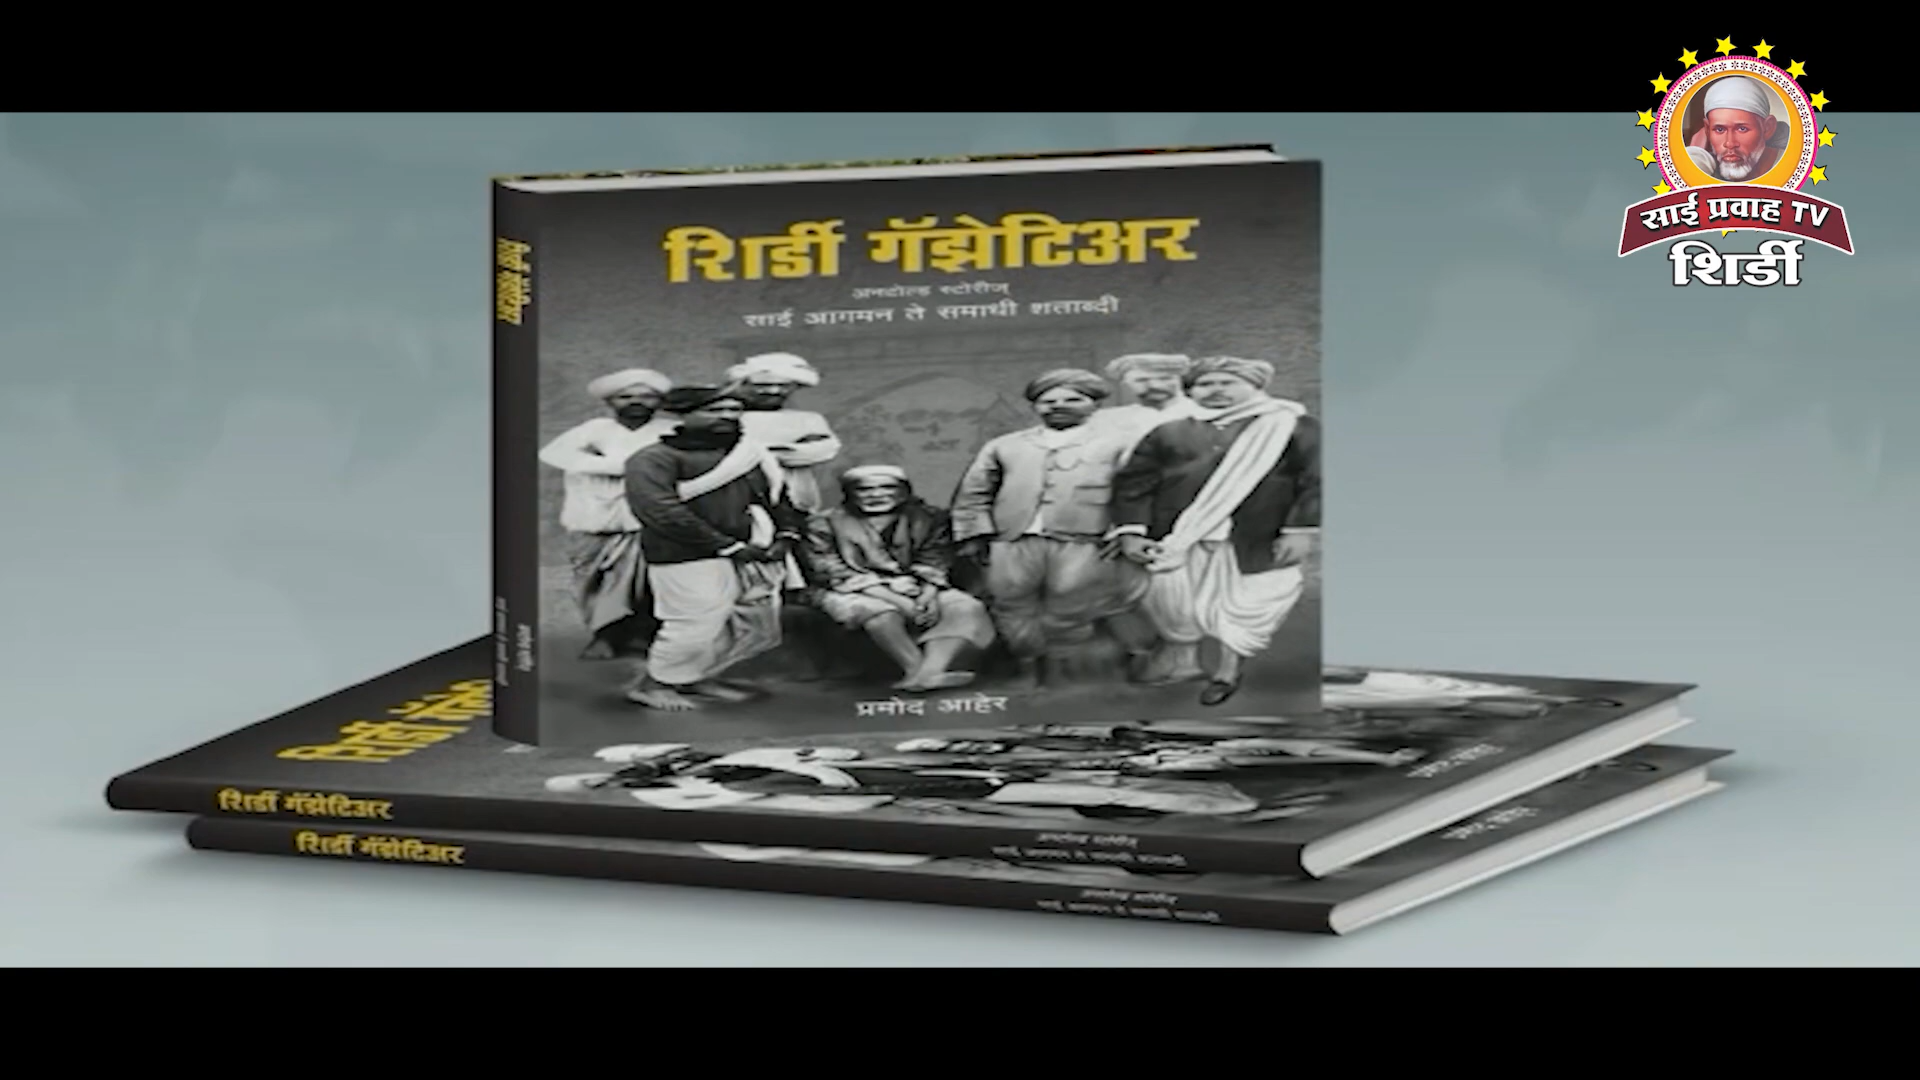 साई प्रवाह TV
शिर्डी
शिर्डी गॅझेटिअर
अनटोल्ड स्टोरीज्
साई आगमन ते समाधी शताब्दी
प्रमोद आहेर
शिर्डी गॅझेटिअर
शिर्डी गॅझेटिअर
शिर्डी गॅझेटिअर